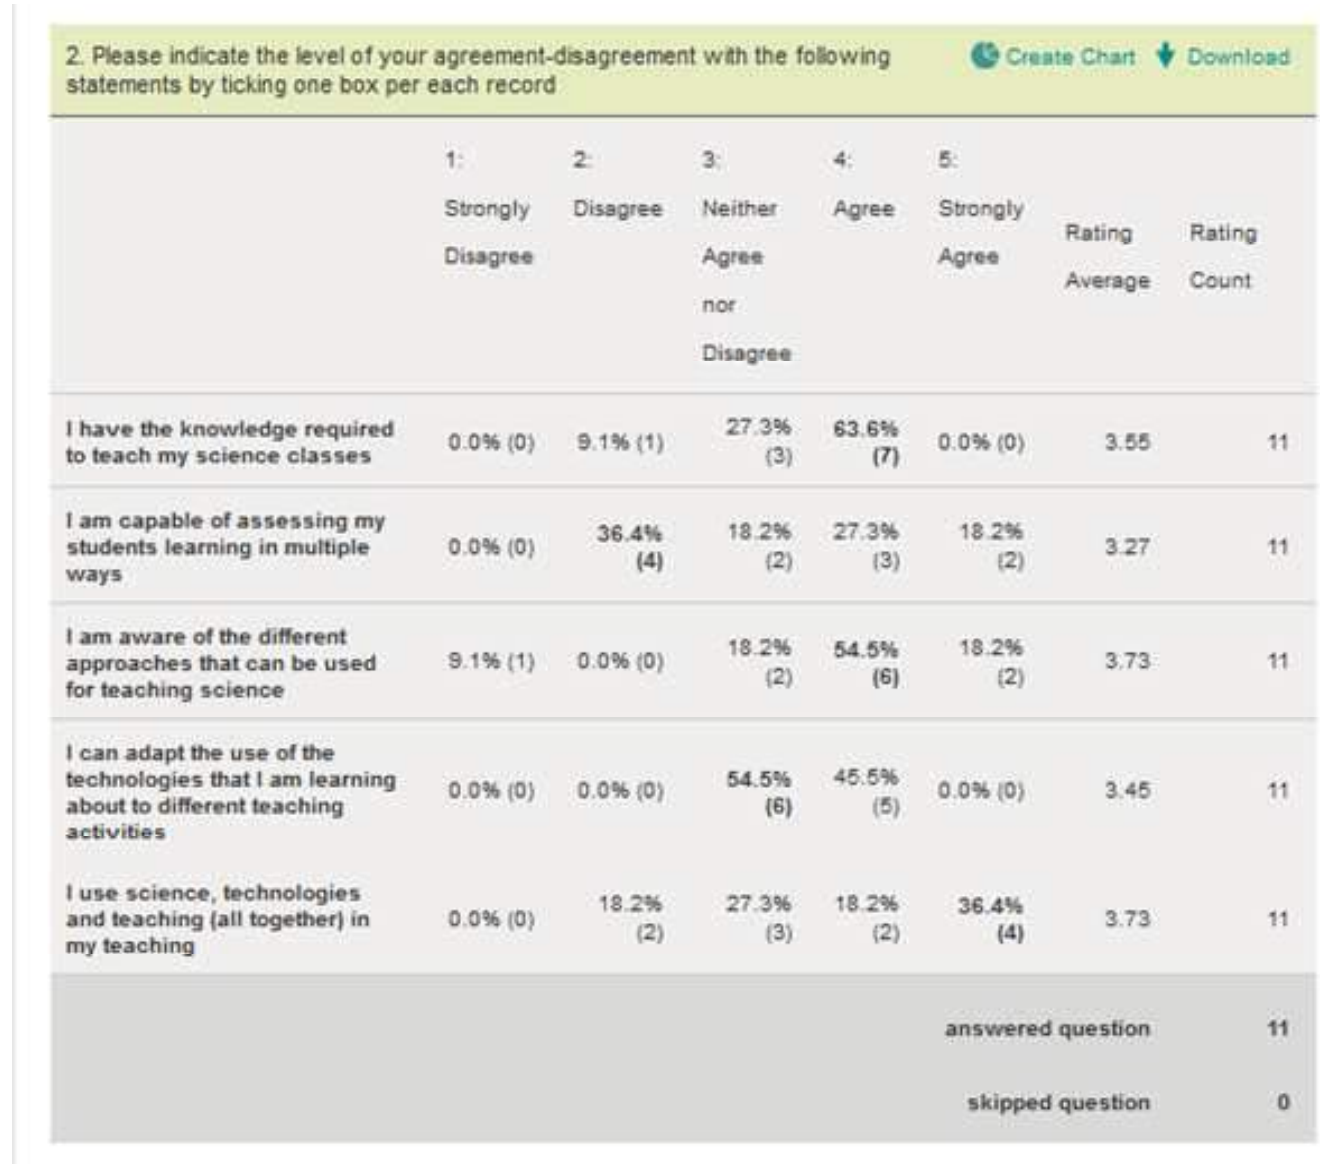 2. Please indicate the level of your agreement-disagreement with the following
statements by ticking one box per each record
Create Chart Download
1: Strongly Disagree
2: Disagree
3: Neither Agree nor Disagree
4: Agree
5: Strongly Agree
Rating Average
Rating Count
I have the knowledge required
to teach my science classes
0.0% (0) 9.1% (1) 27.3% (3) 63.6% (7) 0.0% (0) 3.55 11
I am capable of assessing my
students learning in multiple
ways
0.0% (0) 36.4% (4) 18.2% (2) 27.3% (3) 18.2% (2) 3.27 11
I am aware of the different
approaches that can be used
for teaching science
9.1% (1) 0.0% (0) 18.2% (2) 54.5% (6) 18.2% (2) 3.73 11
I can adapt the use of the
technologies that I am learning
about to different teaching
activities
0.0% (0) 0.0% (0) 54.5% (6) 45.5% (5) 0.0% (0) 3.45 11
I use science, technologies
and teaching (all together) in
my teaching
0.0% (0) 18.2% (2) 27.3% (3) 18.2% (2) 36.4% (4) 3.73 11
answered question 11
skipped question 0